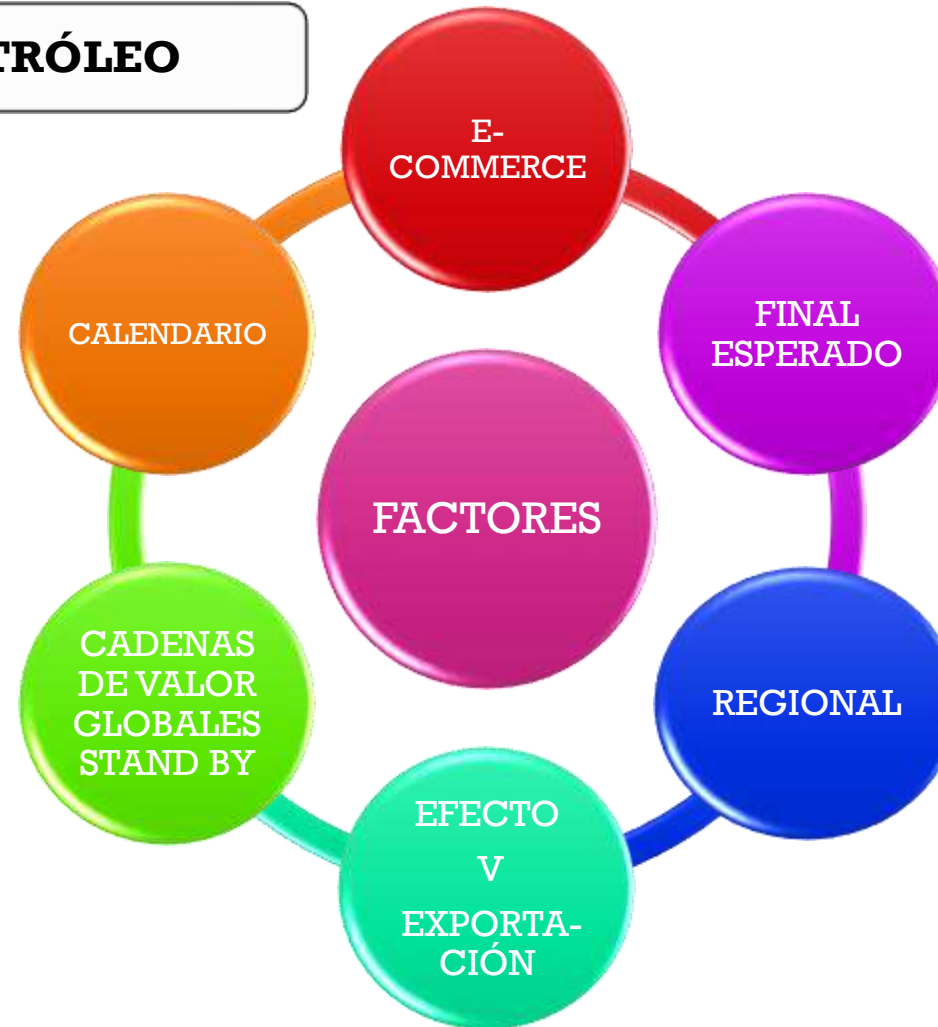 TRÓLEO
E-
COMMERCE
FINAL
ESPERADO
CALENDARIO
FACTORES
CADENAS
DE VALOR
GLOBALES
STAND BY
REGIONAL
EFECTO
V
EXPORTA-
CIÓN